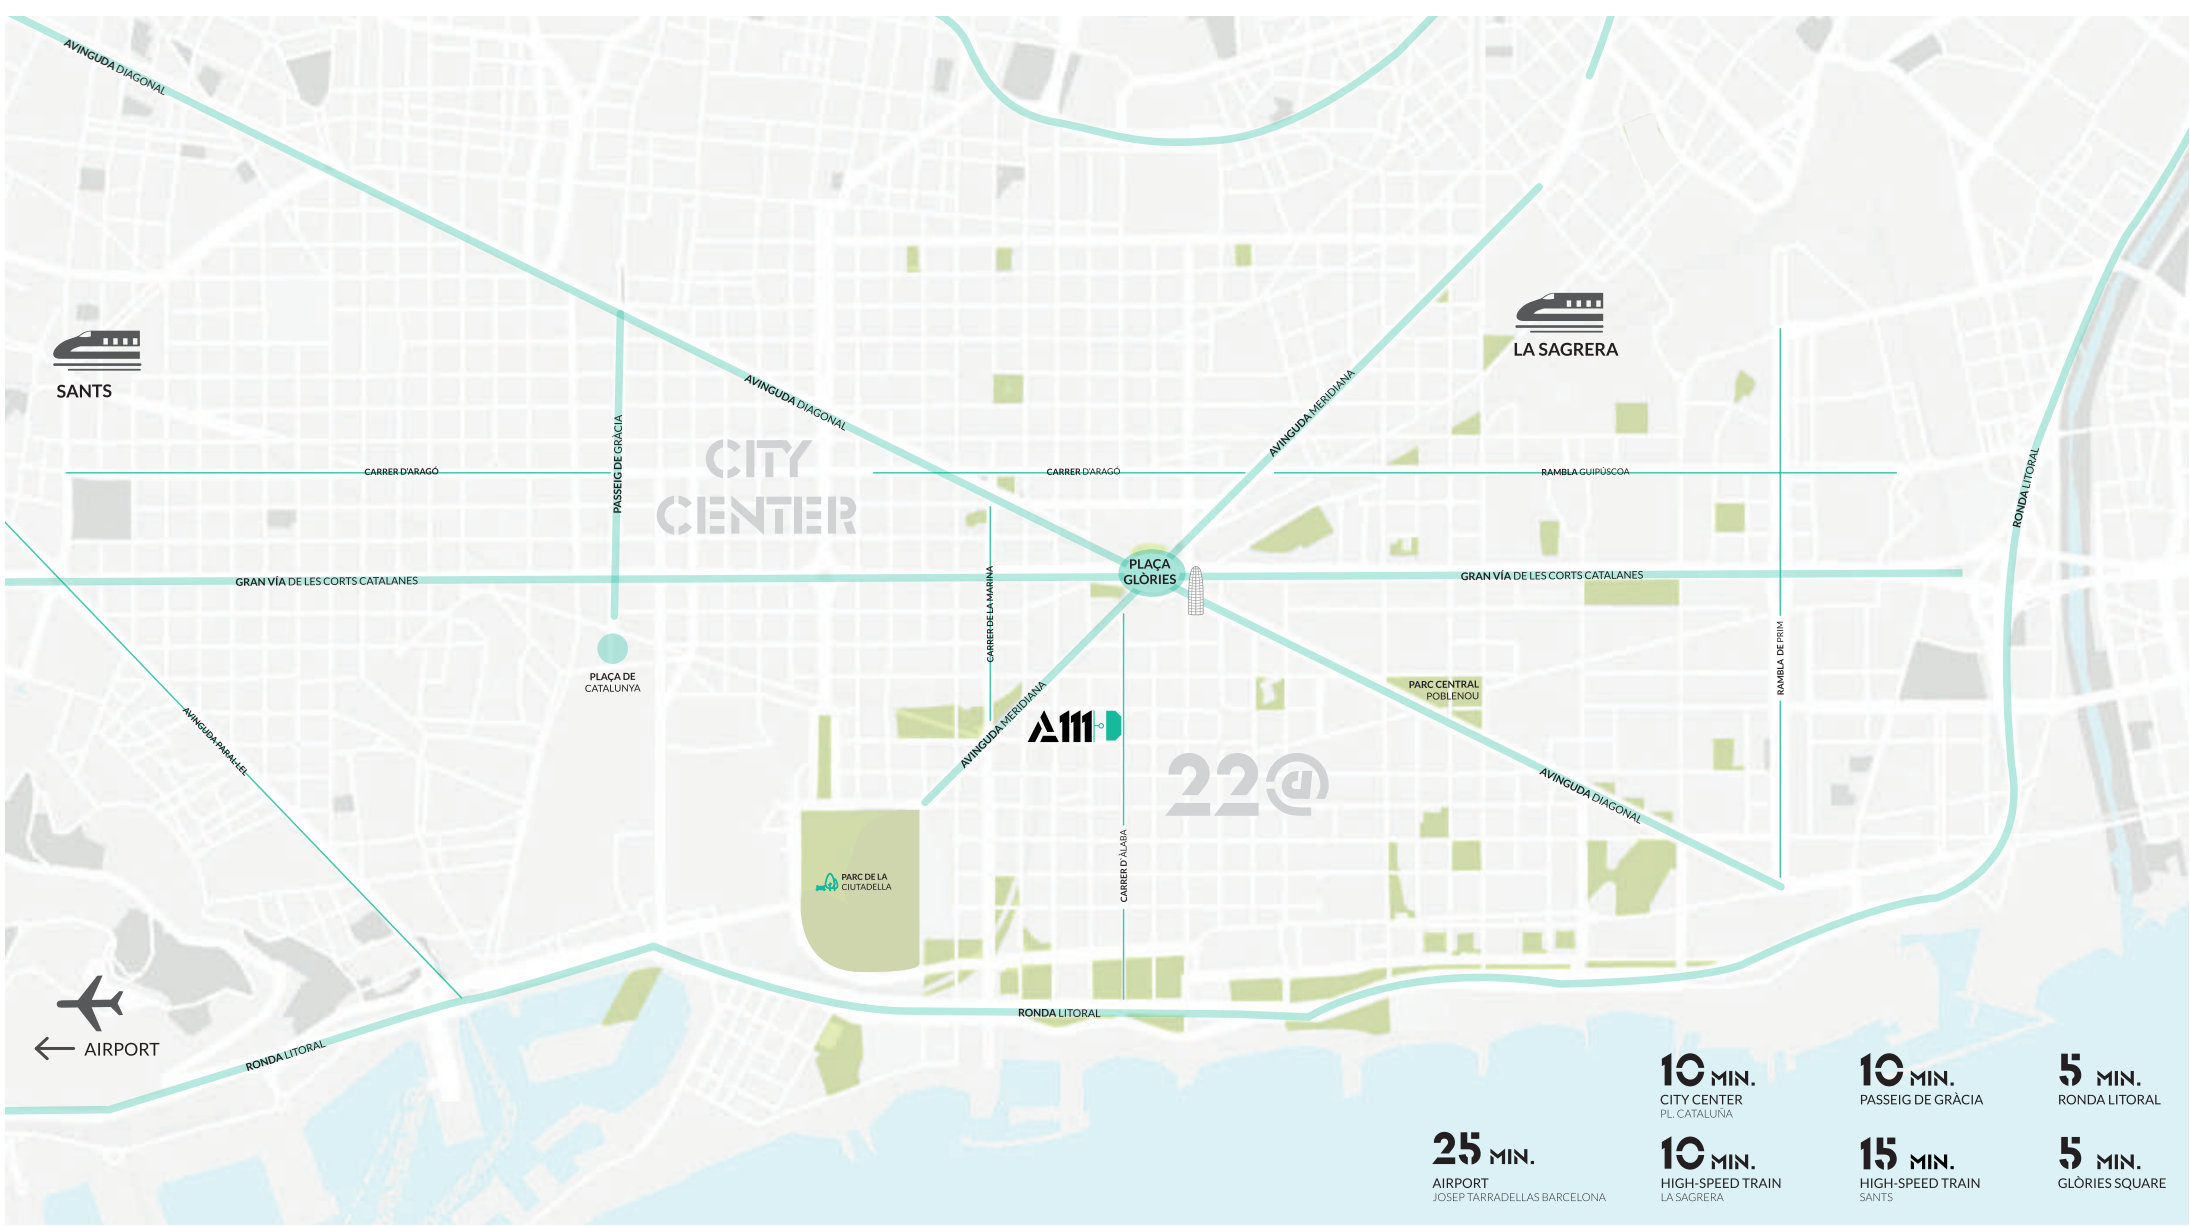 AVINGUDA DIAGONAL
SANTS
LA SAGRERA
AVINGUDA DIAGONAL
AVINGUDA MERIDIANA
PASSEIG DE GRÀCIA
CITY
CENTER
CARRER D'ARAGÓ
CARRER D'ARAGÓ
RAMBLA GUIPÚSCOA
RONDA LITORAL
PLAÇA
GLÒRIES
GRAN VÍA DE LES CORTS CATALANES
GRAN VÍA DE LES CORTS CATALANES
CARRER DE LA MARINA
RAMBLA DE PRIM
PLAÇA DE
CATALUNYA
PARC CENTRAL
POBLENOU
AVINGUDA PARAL·LEL
AVINGUDA MERIDIANA
A111
22@
AVINGUDA DIAGONAL
CARRER D'ÀLABA
PARC DE LA
CIUTADELLA
RONDA LITORAL
AIRPORT
RONDA LITORAL
10 MIN.
CITY CENTER
PL. CATALUÑA
10 MIN.
PASSEIG DE GRÀCIA
5 MIN.
RONDA LITORAL
25 MIN.
AIRPORT
JOSEP TARRADELLAS BARCELONA
10 MIN.
HIGH-SPEED TRAIN
LA SAGRERA
15 MIN.
HIGH-SPEED TRAIN
SANTS
5 MIN.
GLÒRIES SQUARE